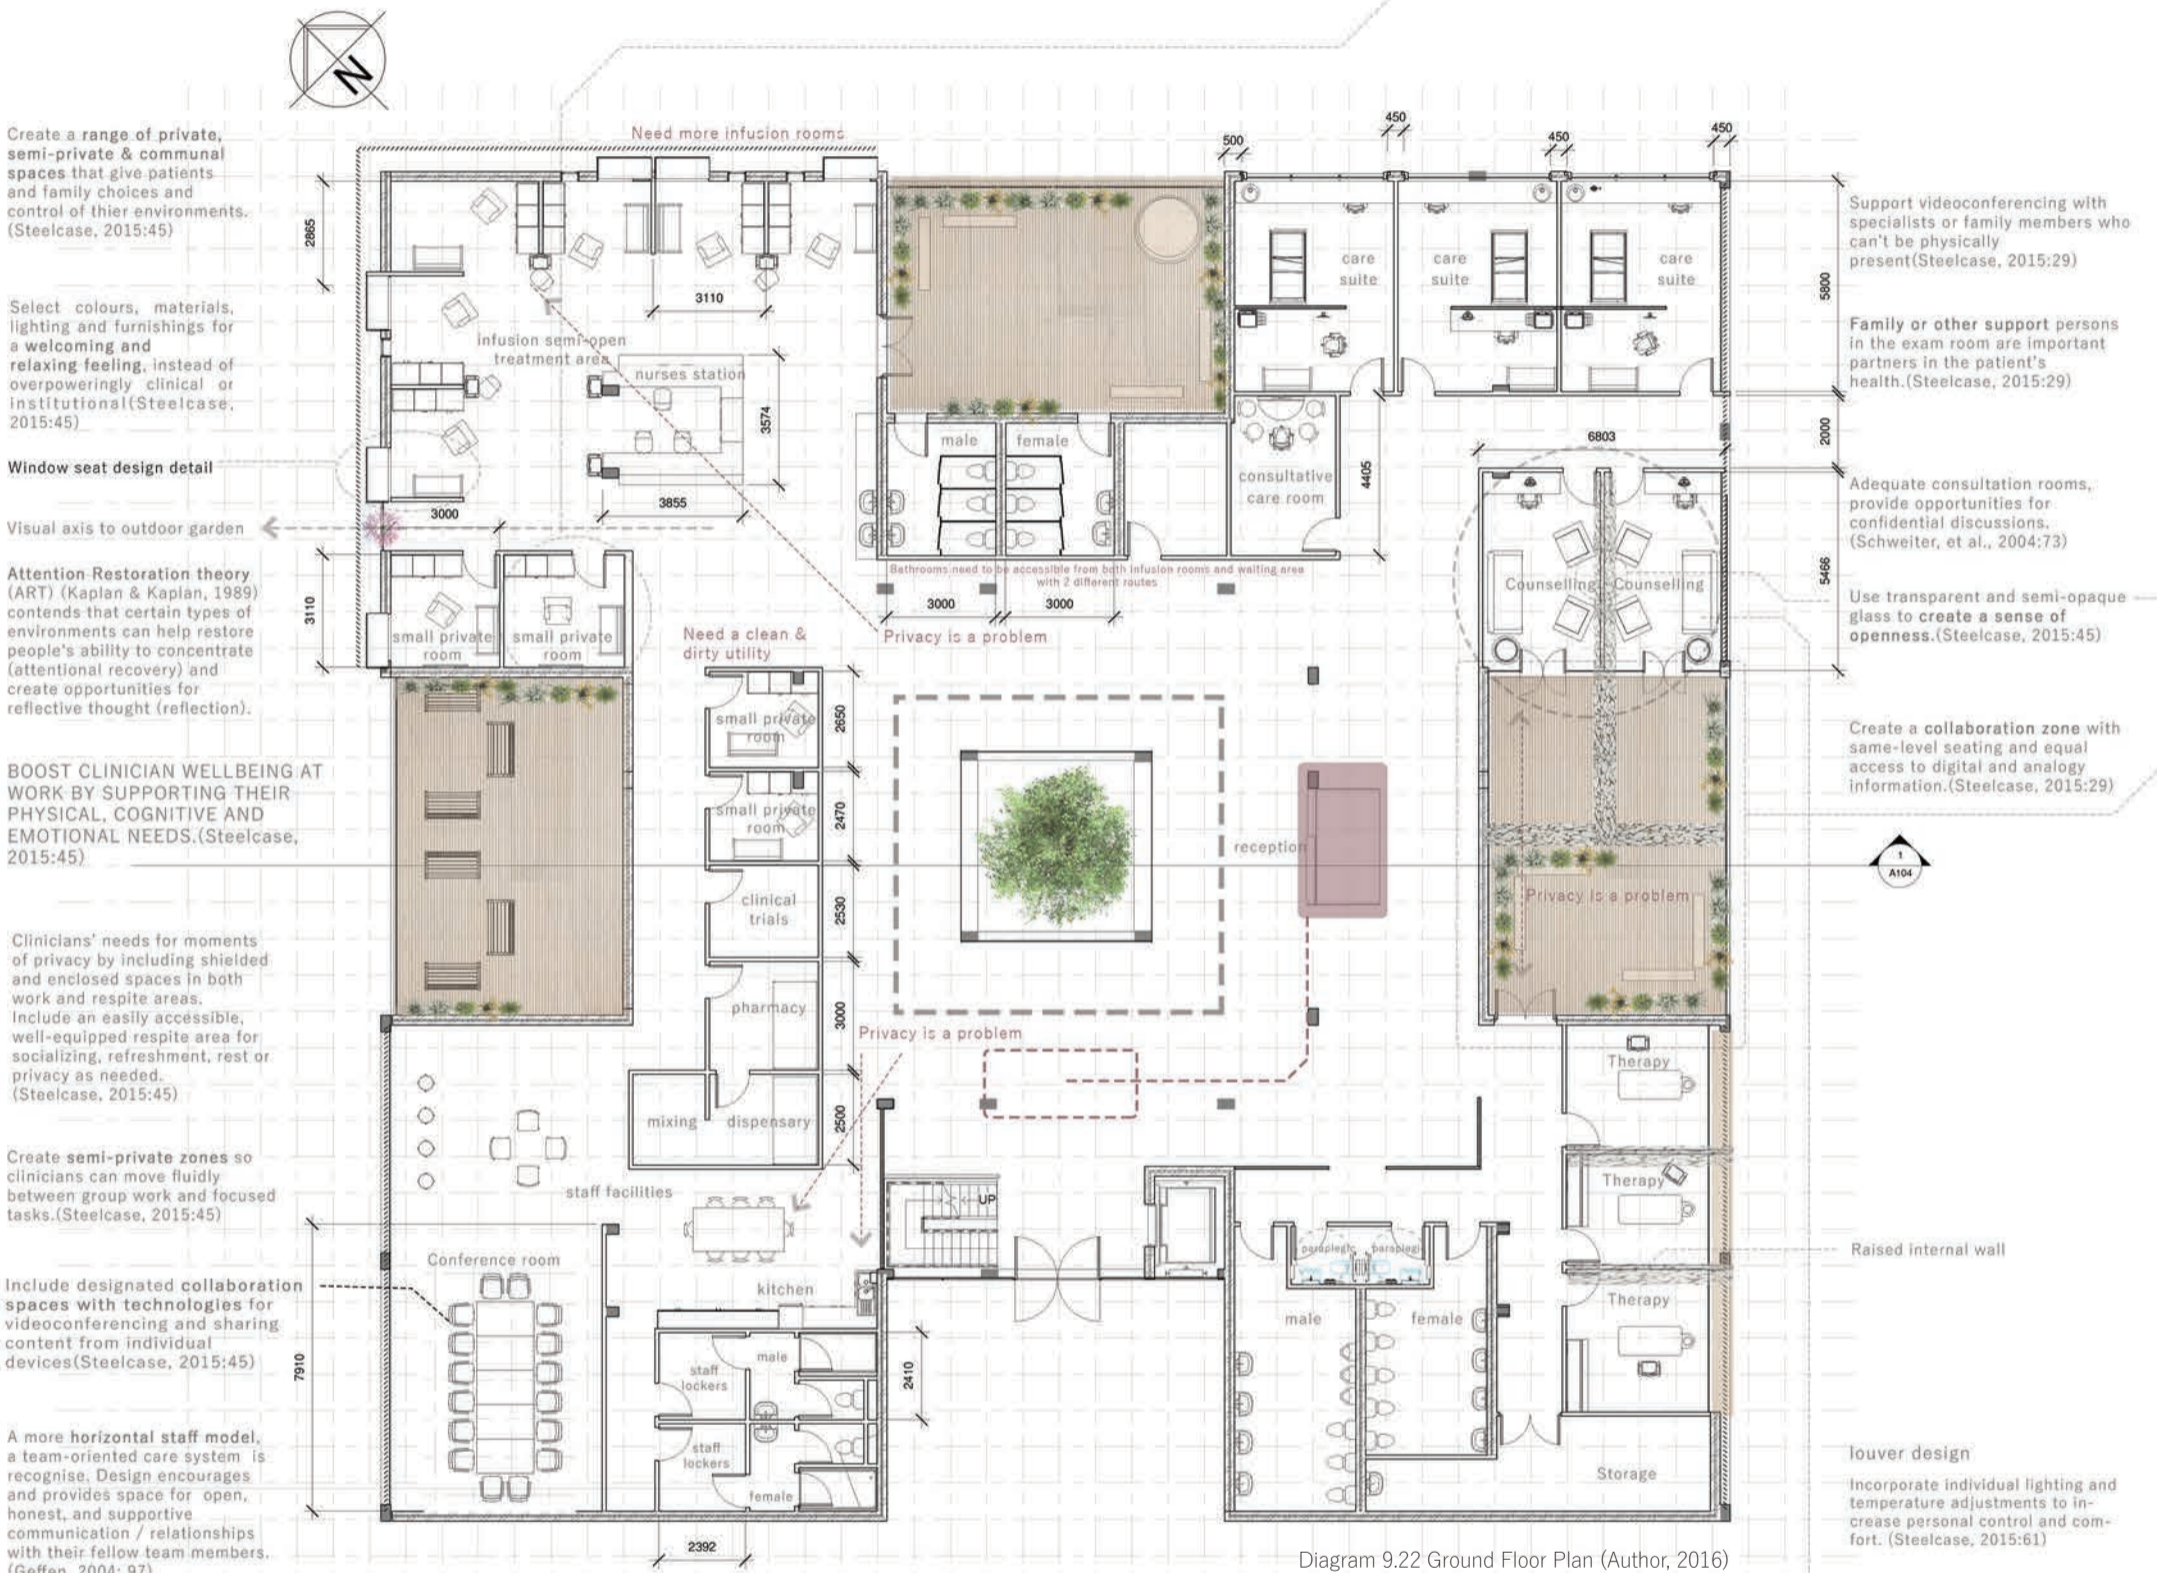 N
Create a range of private,
semi-private & communal
spaces that give patients
and family choices and
control of thier environments.
(Steelcase, 2015:45)
Select colours, materials,
lighting and furnishings for
a welcoming and
relaxing feeling, instead of
overpoweringly clinical or
institutional(Steelcase,
2015:45)
Window seat design detail
Visual axis to outdoor garden
Attention Restoration theory
(ART) (Kaplan & Kaplan, 1989)
contends that certain types of
environments can help restore
people's ability to concentrate
(attentional recovery) and
create opportunities for
reflective thought (reflection).
BOOST CLINICIAN WELLBEING AT
WORK BY SUPPORTING THEIR
PHYSICAL, COGNITIVE AND
EMOTIONAL NEEDS.(Steelcase,
2015:45)
Clinicians' needs for moments
of privacy by including shielded
and enclosed spaces in both
work and respite areas.
Include an easily accessible,
well-equipped respite area for
socializing, refreshment, rest or
privacy as needed.
(Steelcase, 2015:45)
Create semi-private zones so
clinicians can move fluidly
between group work and focused
tasks.(Steelcase, 2015:45)
Include designated collaboration
spaces with technologies for
videoconferencing and sharing
content from individual
devices(Steelcase, 2015:45)
A more horizontal staff model,
a team-oriented care system is
recognise. Design encourages
and provides space for open,
honest, and supportive
communication / relationships
with their fellow team members.
(Geffen, 2004: 97)
Need more infusion rooms
2865
3110
infusion semi-open
treatment area
nurses station
3574
3855
3000
3110
small private
room
small private
room
Need a clean &
dirty utility
Privacy is a problem
male
female
Bathrooms need to be accessible from both infusion rooms and waiting area
with 2 different routes
3000
3000
500
450
450
450
care
suite
care
suite
care
suite
5800
2000
consultative
care room
4405
6803
Counselling
Counselling
5466
small private
room
2650
small private
room
2470
clinical
trials
2530
pharmacy
3000
mixing
dispensary
2500
reception
Privacy is a problem
Privacy is a problem
1
A104
staff facilities
Conference room
7910
kitchen
staff
lockers
male
staff
lockers
female
2410
2392
UP
paraplegic
paraplegi
male
female
Therapy
Therapy
Therapy
Storage
Support videoconferencing with
specialists or family members who
can't be physically
present(Steelcase, 2015:29)
Family or other support persons
in the exam room are important
partners in the patient's
health.(Steelcase, 2015:29)
Adequate consultation rooms,
provide opportunities for
confidential discussions.
(Schweiter, et al., 2004:73)
Use transparent and semi-opaque
glass to create a sense of
openness.(Steelcase, 2015:45)
Create a collaboration zone with
same-level seating and equal
access to digital and analogy
information.(Steelcase, 2015:29)
Raised internal wall
louver design
Incorporate individual lighting and
temperature adjustments to in-
crease personal control and com-
fort. (Steelcase, 2015:61)
Diagram 9.22 Ground Floor Plan (Author, 2016)